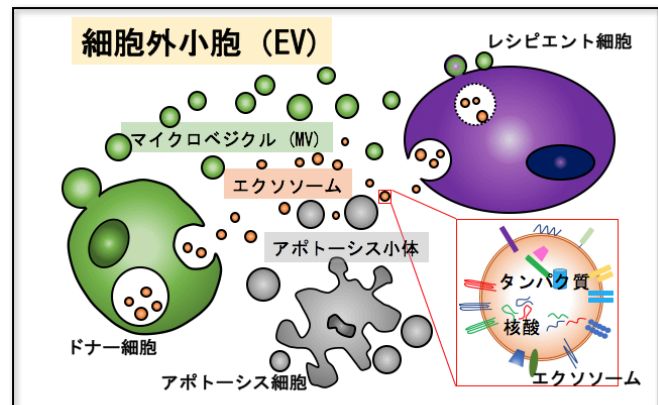 細胞外小胞 (EV)
レシピエント細胞
マイクロベジクル (MV)
エクソソーム
アポトーシス小体
タンパク質
核酸
ドナー細胞
アポトーシス細胞
エクソソーム